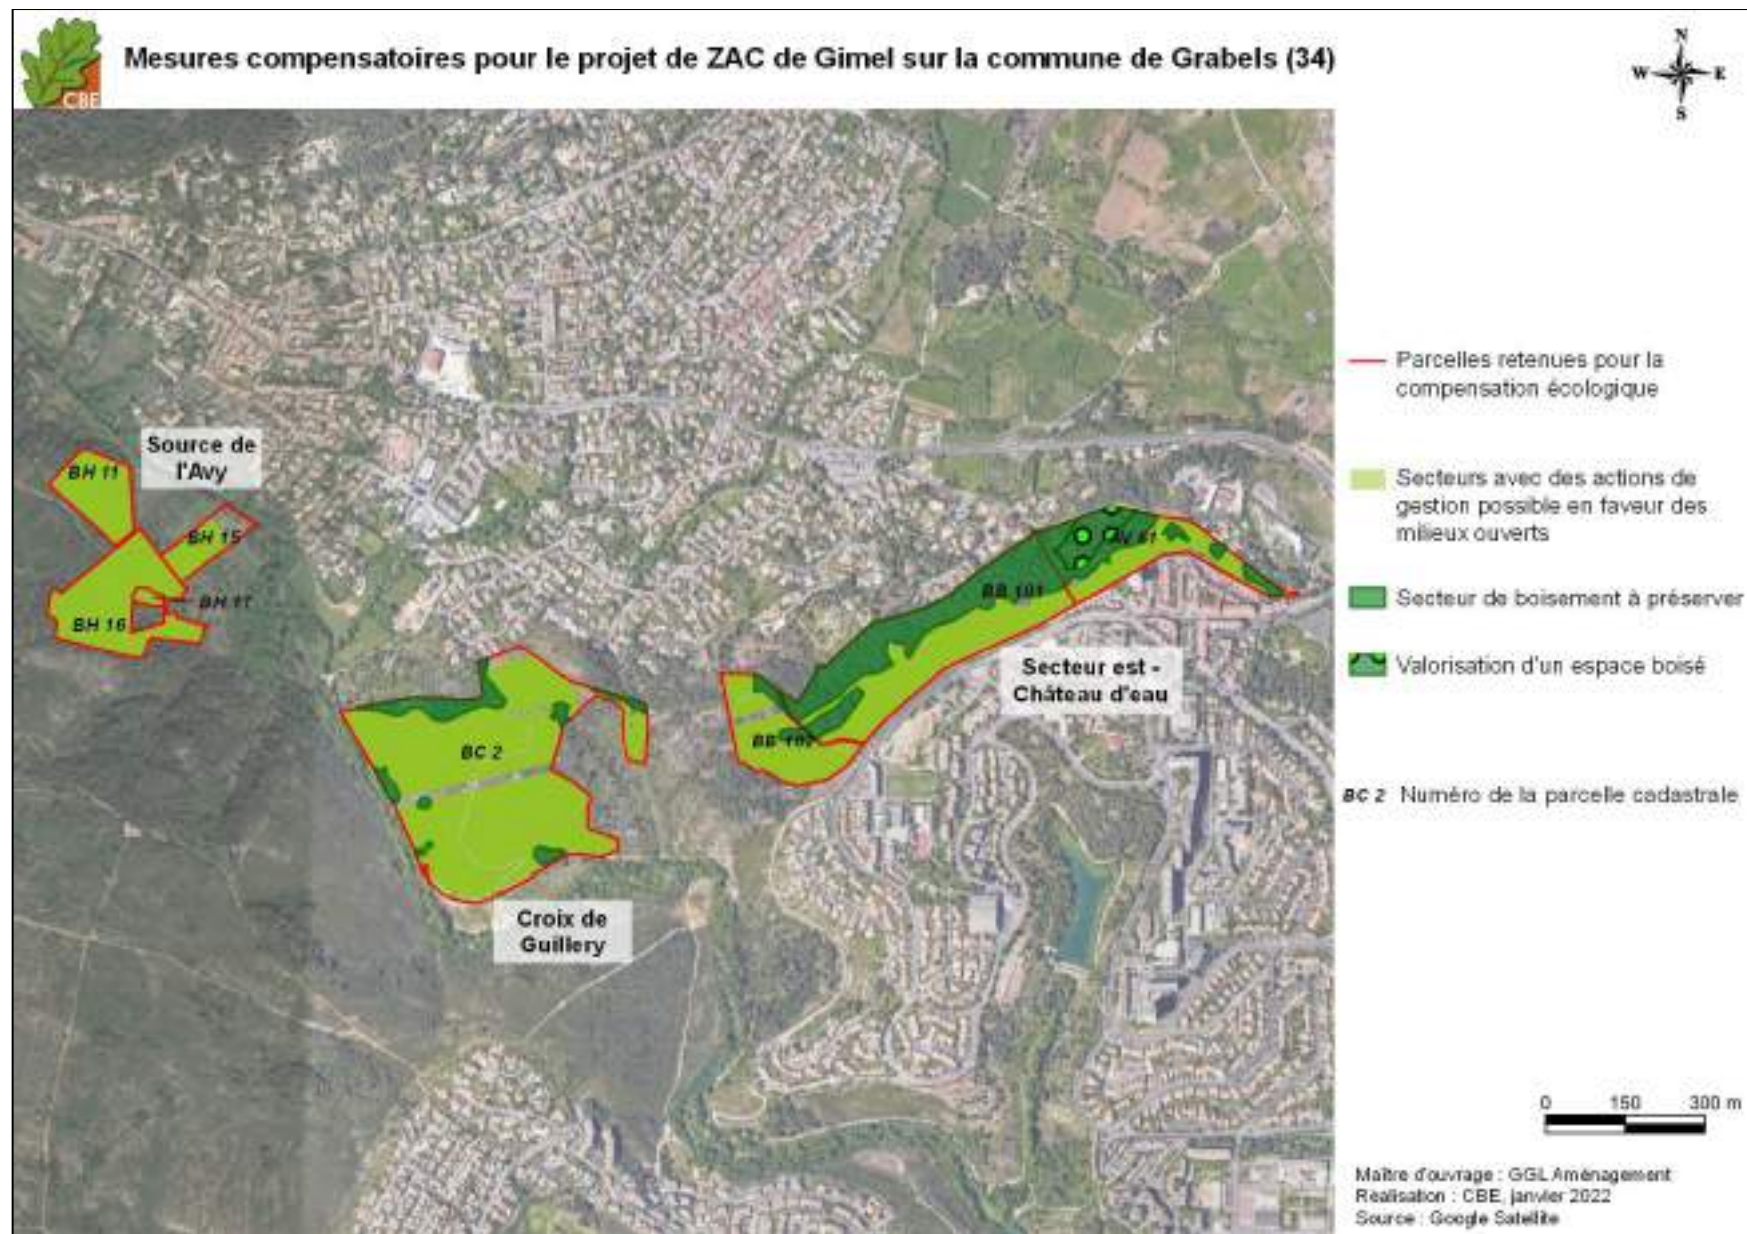 CBE
Mesures compensatoires pour le projet de ZAC de Gimel sur la commune de Grabels (34)
N
W E
S
Source de
l'Avy
BH 11
BH 15
BH 17
BH 16
BC 2
Croix de
Guillery
BB 101
BB 102
61
Secteur est -
Château d'eau
Parcelles retenues pour la
compensation écologique
Secteurs avec des actions de
gestion possible en faveur des
milieux ouverts
Secteur de boisement à préserver
Valorisation d'un espace boisé
BC 2 Numéro de la parcelle cadastrale
0 150 300 m
Maître d'ouvrage : GGL Aménagement
Réalisation : CBE, janvier 2022
Source : Google Satellite